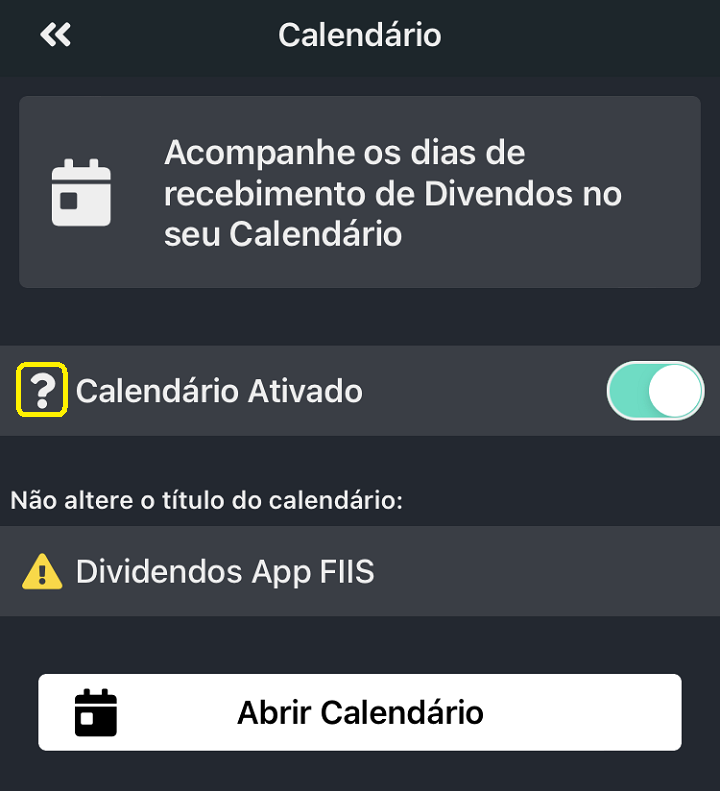 Calendário
Acompanhe os dias de
recebimento de Divendos no
seu Calendário
? Calendário Ativado
Não altere o título do calendário:
Dividendos App FIIS
Abrir Calendário